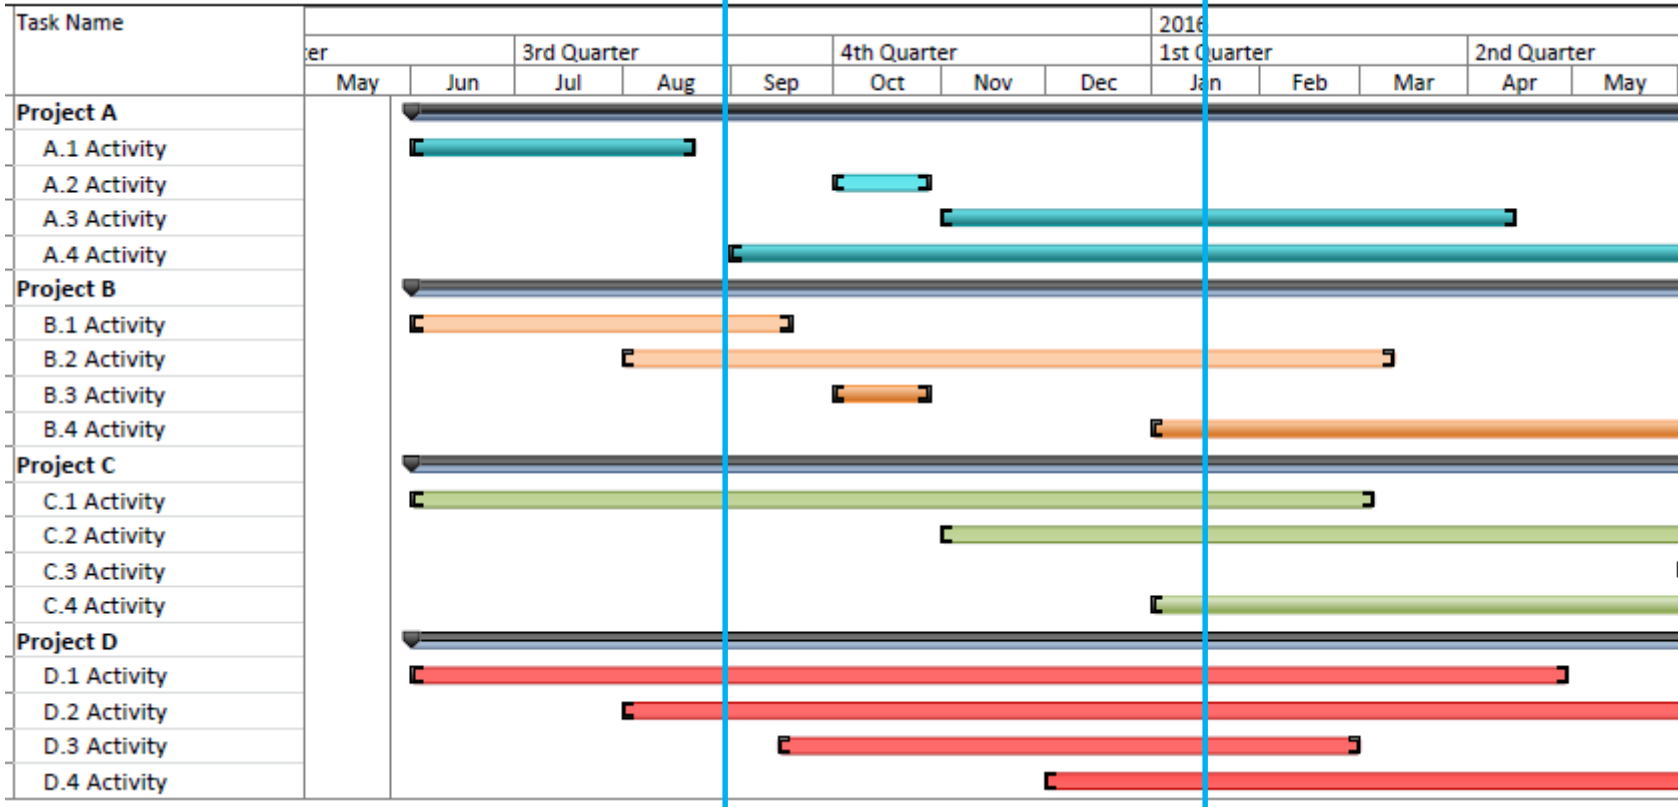 Task Name
2016
ter 3rd Quarter 4th Quarter 1st Quarter 2nd Quarter
May Jun Jul Aug Sep Oct Nov Dec Jan Feb Mar Apr May
Project A
A.1 Activity
A.2 Activity
A.3 Activity
A.4 Activity
Project B
B.1 Activity
B.2 Activity
B.3 Activity
B.4 Activity
Project C
C.1 Activity
C.2 Activity
C.3 Activity
C.4 Activity
Project D
D.1 Activity
D.2 Activity
D.3 Activity
D.4 Activity